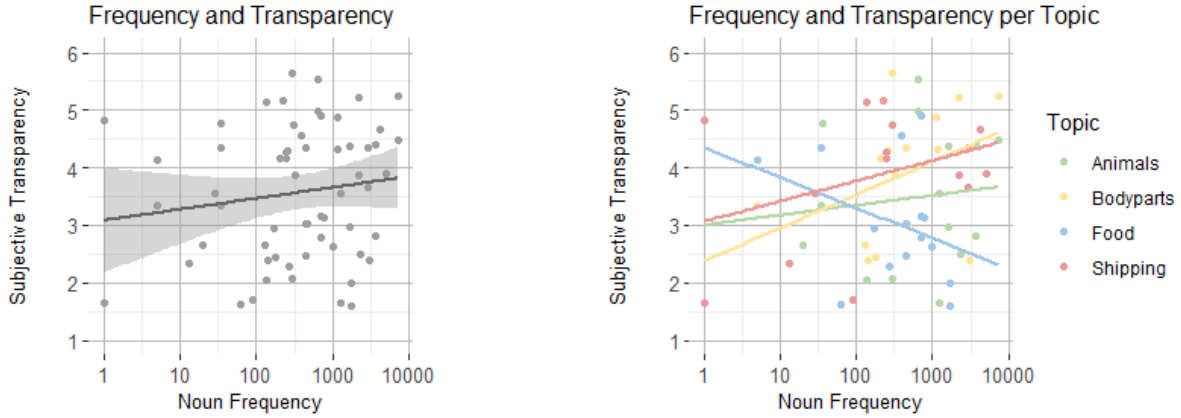 Frequency and Transparency
Subjective Transparency
6
5
4
3
2
1
1 10 100 1000 10000
Noun Frequency
Frequency and Transparency per Topic
Subjective Transparency
6
5
4
3
2
1
1 10 100 1000 10000
Noun Frequency
Topic
Animals
Bodyparts
Food
Shipping